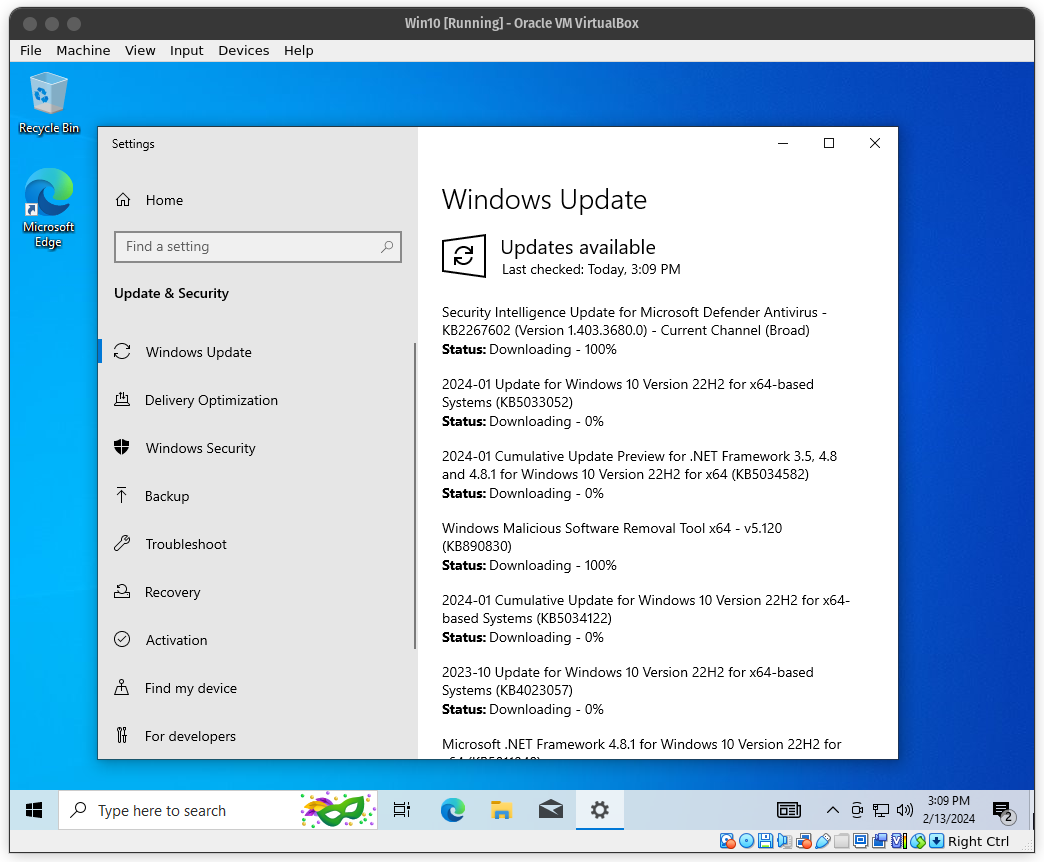 Win10 [Running] - Oracle VM VirtualBox
File Machine View Input Devices Help
Recycle Bin
Microsoft
Edge
Settings
Home
Find a setting
Update & Security
Windows Update
Delivery Optimization
Windows Security
Backup
Troubleshoot
Recovery
Activation
Find my device
For developers
Windows Update
Updates available
Last checked: Today, 3:09 PM
Security Intelligence Update for Microsoft Defender Antivirus -
KB2267602 (Version 1.403.3680.0) - Current Channel (Broad)
Status: Downloading - 100%
2024-01 Update for Windows 10 Version 22H2 for x64-based
Systems (KB5033052)
Status: Downloading - 0%
2024-01 Cumulative Update Preview for .NET Framework 3.5, 4.8
and 4.8.1 for Windows 10 Version 22H2 for x64 (KB5034582)
Status: Downloading - 0%
Windows Malicious Software Removal Tool x64 - v5.120
(KB890830)
Status: Downloading - 100%
2024-01 Cumulative Update for Windows 10 Version 22H2 for x64-
based Systems (KB5034122)
Status: Downloading - 0%
2023-10 Update for Windows 10 Version 22H2 for x64-based
Systems (KB4023057)
Status: Downloading - 0%
Microsoft .NET Framework 4.8.1 for Windows 10 Version 22H2 for
Type here to search
3:09 PM
2/13/2024
2
Right Ctrl